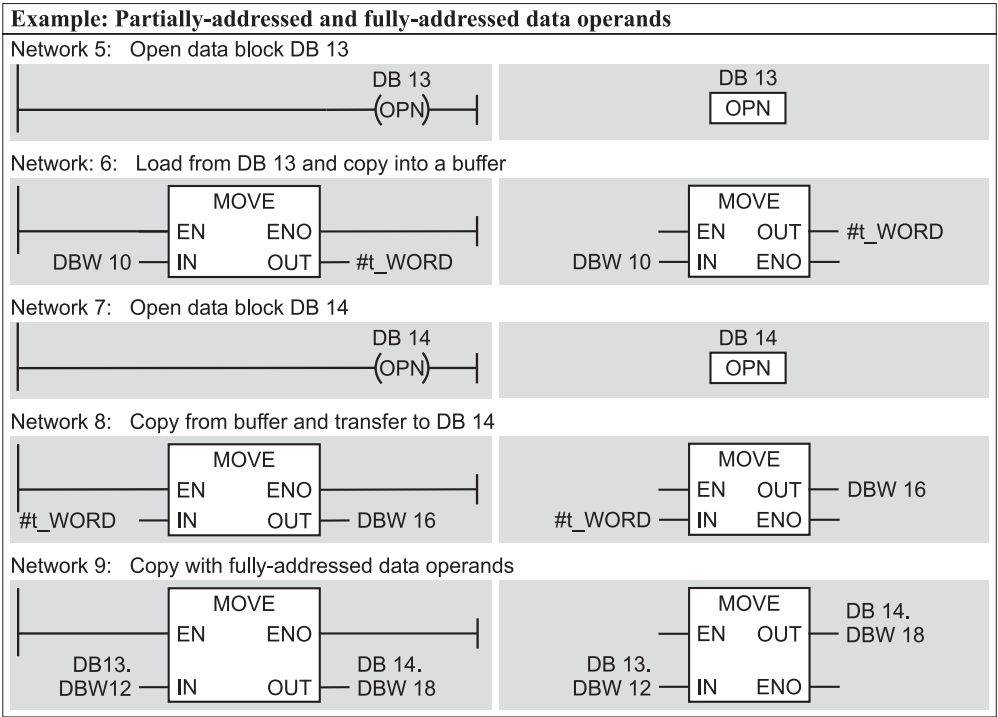 Example: Partially-addressed and fully-addressed data operands
Network 5: Open data block DB 13
DB 13
(OPN)
DB 13
OPN
Network: 6: Load from DB 13 and copy into a buffer
MOVE
EN ENO
DBW 10 IN OUT #t_WORD
MOVE
EN OUT #t_WORD
DBW 10 IN ENO
Network 7: Open data block DB 14
DB 14
(OPN)
DB 14
OPN
Network 8: Copy from buffer and transfer to DB 14
MOVE
EN ENO
#t_WORD IN OUT DBW 16
MOVE
EN OUT DBW 16
#t_WORD IN ENO
Network 9: Copy with fully-addressed data operands
MOVE
EN ENO
DB13. DB 14.
DBW12 IN OUT DBW 18
MOVE
DB 14.
EN OUT DBW 18
DB 13.
DBW 12 IN ENO